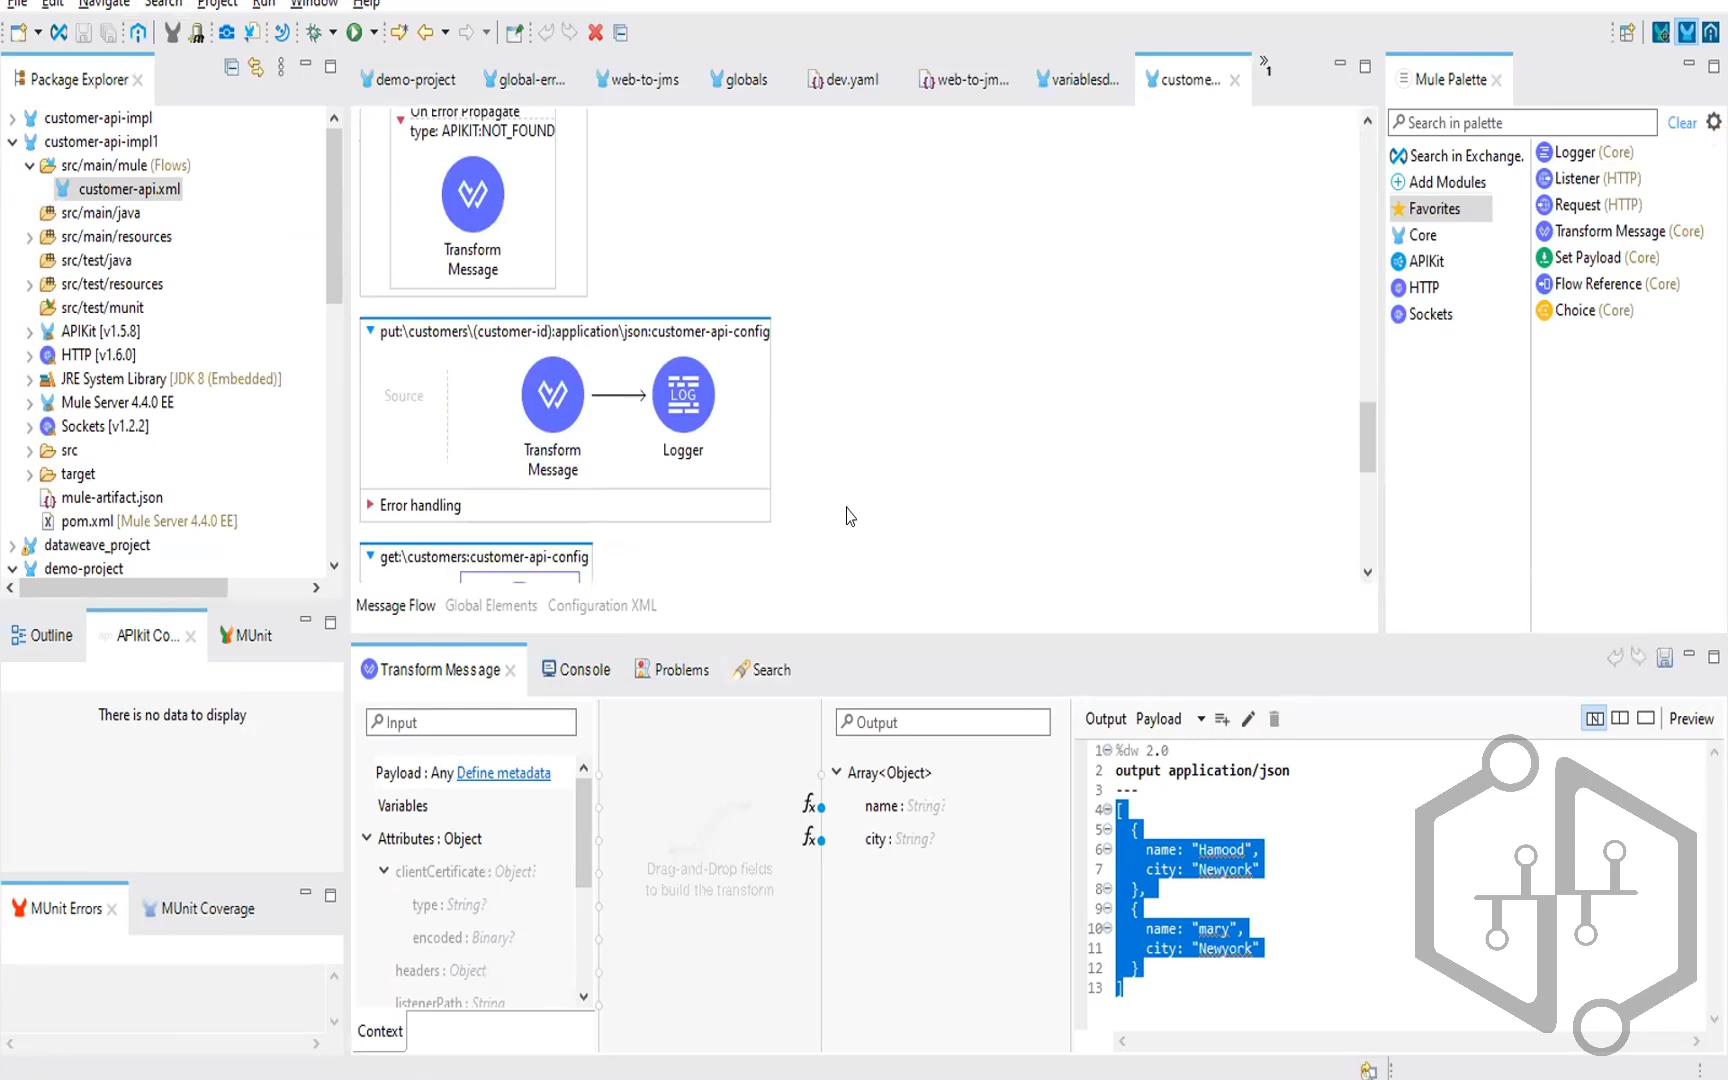 File Edit Navigate Search Project Run Window Help
Package Explorer
demo-project
global-err...
web-to-jms
globals
dev.yaml
web-to-jm...
variablesd...
custome...
»1
Mule Palette
customer-api-impl
customer-api-impl1
src/main/mule (Flows)
customer-api.xml
src/main/java
src/main/resources
src/test/java
src/test/resources
src/test/munit
APIKit [v1.5.8]
HTTP [v1.6.0]
JRE System Library [JDK 8 (Embedded)]
Mule Server 4.4.0 EE
Sockets [v1.2.2]
src
target
mule-artifact.json
pom.xml [Mule Server 4.4.0 EE]
dataweave_project
demo-project
On Error Propagate
type: APIKIT:NOT_FOUND
Transform
Message
put:\customers\(customer-id):application\json:customer-api-config
Source
Transform
Message
LOG
Logger
Error handling
get:\customers:customer-api-config
Message Flow Global Elements Configuration XML
Search in palette
Clear
Search in Exchange.
Add Modules
Favorites
Core
APIKit
HTTP
Sockets
Logger (Core)
Listener (HTTP)
Request (HTTP)
Transform Message (Core)
Set Payload (Core)
Flow Reference (Core)
Choice (Core)
Outline
APIkit Co...
MUnit
There is no data to display
MUnit Errors
MUnit Coverage
Transform Message
Console
Problems
Search
Input
Payload : Any Define metadata
Variables
Attributes : Object
clientCertificate : Object?
type : String?
encoded : Binary?
headers : Object
listenerPath : String
Context
Drag-and-Drop fields
to build the transform
Output
Array<Object>
fx name : String?
fx city : String?
Output Payload
Preview
1 %dw 2.0
2 output application/json
3 ---
4 [
5 {
6 name: "Hamood",
7 city: "Newyork"
8 },
9 {
10 name: "mary",
11 city: "Newyork"
12 }
13 ]